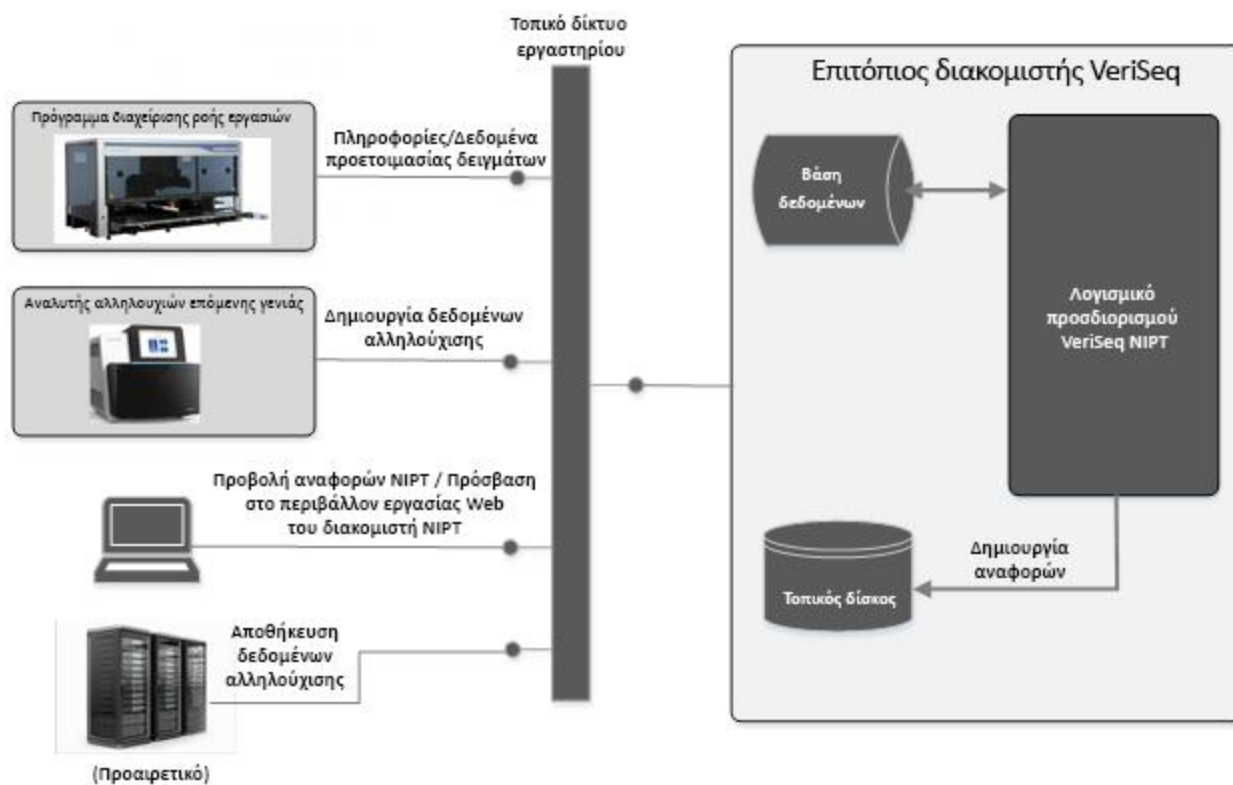 Τοπικό δίκτυο
εργαστηρίου
Επιτόπιος διακομιστής VeriSeq
Πρόγραμμα διαχείρισης ροής εργασιών
Πληροφορίες/Δεδομένα
προετοιμασίας δειγμάτων
Βάση
δεδομένων
Λογισμικό
προσδιορισμού
VeriSeq NIPT
Αναλυτής αλληλουχιών επόμενης γενιάς
Δημιουργία δεδομένων
αλληλούχισης
Προβολή αναφορών NIPT / Πρόσβαση
στο περιβάλλον εργασίας Web
του διακομιστή NIPT
Δημιουργία
αναφορών
Τοπικός δίσκος
Αποθήκευση
δεδομένων
αλληλούχισης
(Προαιρετικό)